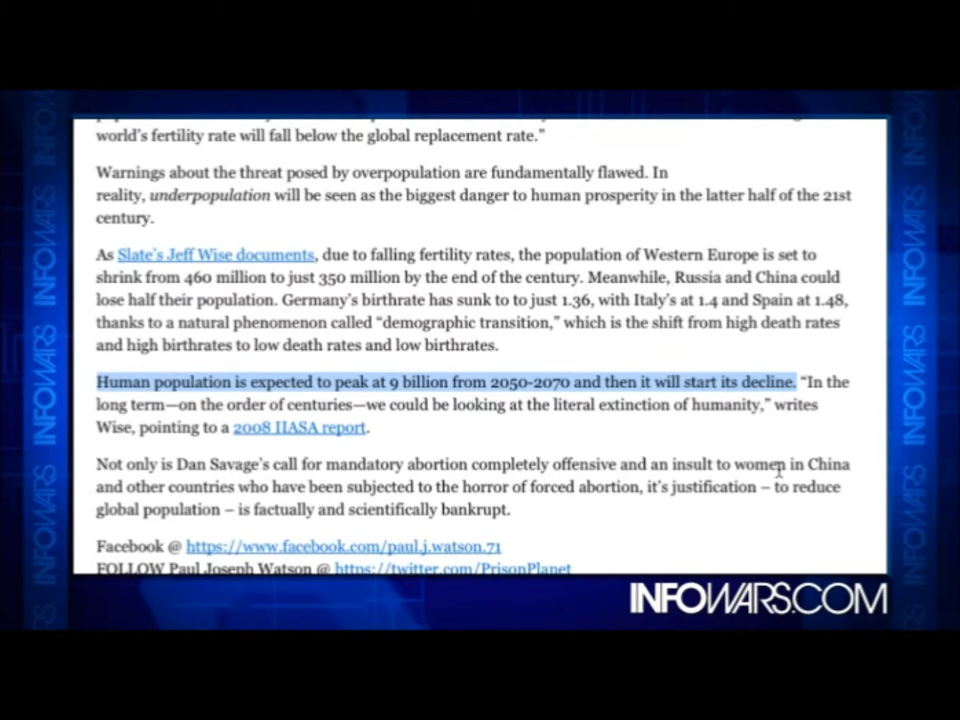 world's fertility rate will fall below the global replacement rate."
Warnings about the threat posed by overpopulation are fundamentally flawed. In
reality, underpopulation will be seen as the biggest danger to human prosperity in the latter half of the 21st
century.
As Slate's Jeff Wise documents, due to falling fertility rates, the population of Western Europe is set to
shrink from 460 million to just 350 million by the end of the century. Meanwhile, Russia and China could
lose half their population. Germany's birthrate has sunk to to just 1.36, with Italy's at 1.4 and Spain at 1.48,
thanks to a natural phenomenon called "demographic transition," which is the shift from high death rates
and high birthrates to low death rates and low birthrates.
Human population is expected to peak at 9 billion from 2050-2070 and then it will start its decline. "In the
long term—on the order of centuries—we could be looking at the literal extinction of humanity," writes
Wise, pointing to a 2008 IIASA report.
Not only is Dan Savage's call for mandatory abortion completely offensive and an insult to women in China
and other countries who have been subjected to the horror of forced abortion, it's justification – to reduce
global population – is factually and scientifically bankrupt.
Facebook @ https://www.facebook.com/paul.j.watson.71
FOLLOW Paul Joseph Watson @ https://twitter.com/PrisonPlanet
INFOWARS.COM
INFOWARS
INFOWARS
INFOWARS
INFOWARS